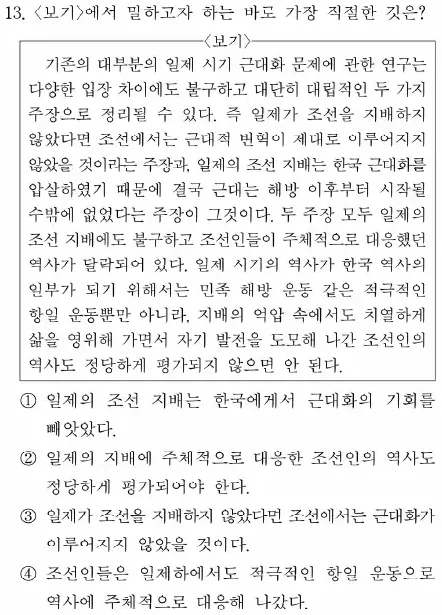 13. 〈보기〉에서 말하고자 하는 바로 가장 적절한 것은?
〈보기〉
기존의 대부분의 일제 시기 근대화 문제에 관한 연구는
다양한 입장 차이에도 불구하고 대단히 대립적인 두 가지
주장으로 정리될 수 있다. 즉 일제가 조선을 지배하지
않았다면 조선에서는 근대적 변혁이 제대로 이루어지지
않았을 것이라는 주장과, 일제의 조선 지배는 한국 근대화를
압살하였기 때문에 결국 근대는 해방 이후부터 시작될
수밖에 없었다는 주장이 그것이다. 두 주장 모두 일제의
조선 지배에도 불구하고 조선인들이 주체적으로 대응했던
역사가 탈락되어 있다. 일제 시기의 역사가 한국 역사의
일부가 되기 위해서는 민족 해방 운동 같은 적극적인
항일 운동뿐만 아니라, 지배의 억압 속에서도 치열하게
삶을 영위해 가면서 자기 발전을 도모해 나간 조선인의
역사도 정당하게 평가되지 않으면 안 된다.
① 일제의 조선 지배는 한국에게서 근대화의 기회를
빼앗았다.
② 일제의 지배에 주체적으로 대응한 조선인의 역사도
정당하게 평가되어야 한다.
③ 일제가 조선을 지배하지 않았다면 조선에서는 근대화가
이루어지지 않았을 것이다.
④ 조선인들은 일제하에서도 적극적인 항일 운동으로
역사에 주체적으로 대응해 나갔다.